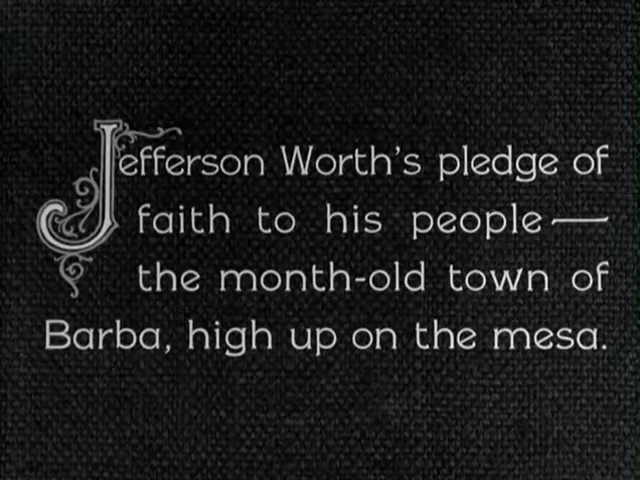 Jefferson Worth's pledge of
faith to his people—
the month-old town of
Barba, high up on the mesa.